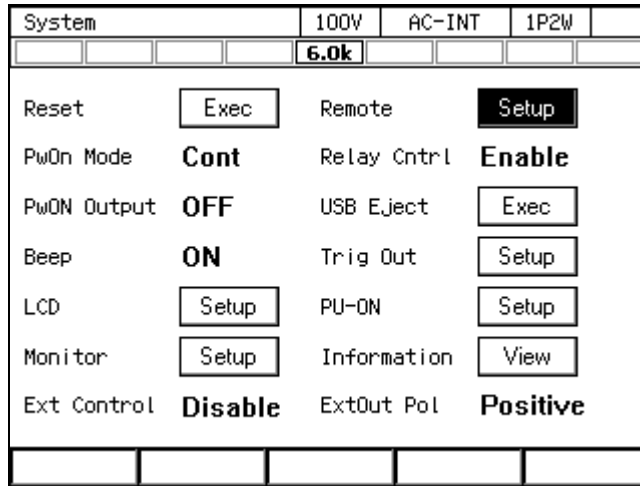 System 100V AC-INT 1P2W
6.0k
Reset Exec Remote Setup
PwOn Mode Cont Relay Cntrl Enable
PwON Output OFF USB Eject Exec
Beep ON Trig Out Setup
LCD Setup PU-ON Setup
Monitor Setup Information View
Ext Control Disable ExtOut Pol Positive